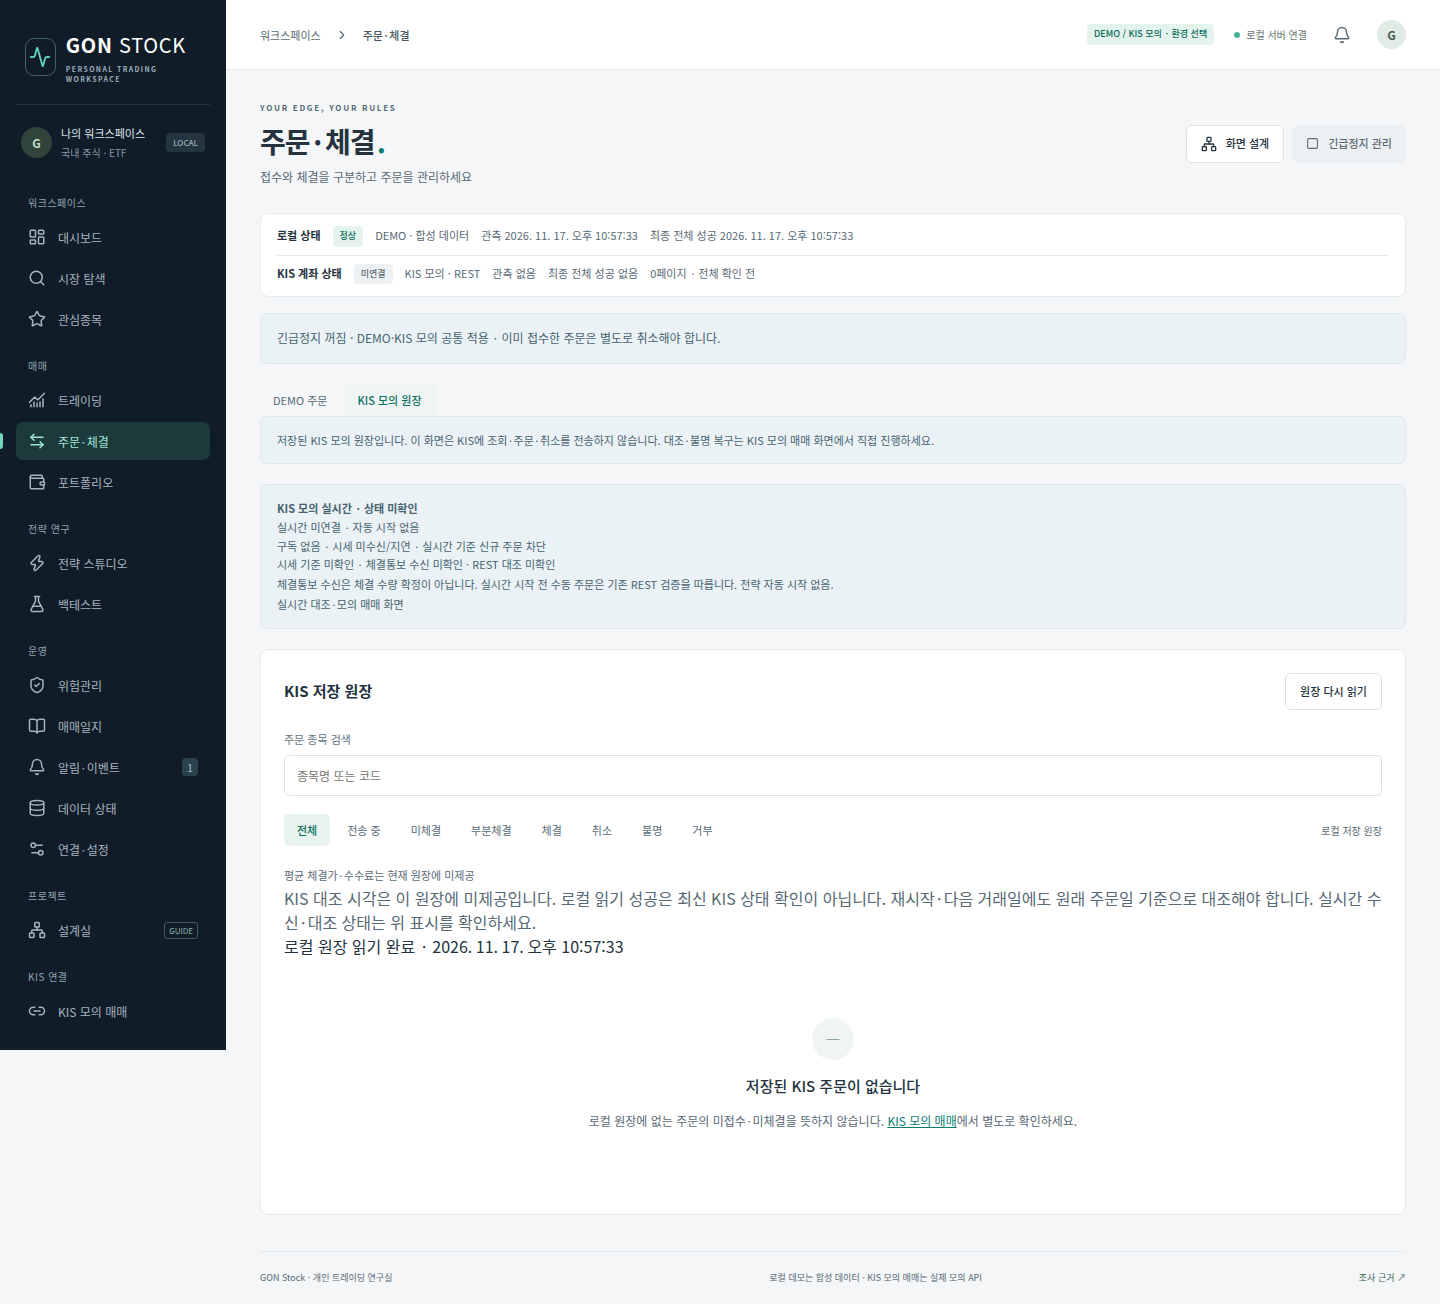 GON STOCK
PERSONAL TRADING
WORKSPACE
G
나의 워크스페이스
국내 주식 · ETF
LOCAL
워크스페이스
대시보드
시장 탐색
관심종목
매매
트레이딩
주문·체결
포트폴리오
전략 연구
전략 스튜디오
백테스트
운영
위험관리
매매일지
알림·이벤트 1
데이터 상태
연결·설정
프로젝트
설계실 GUIDE
KIS 연결
KIS 모의 매매
워크스페이스 > 주문·체결
DEMO / KIS 모의 · 환경 선택
로컬 서버 연결
G
YOUR EDGE, YOUR RULES
주문·체결.
접수와 체결을 구분하고 주문을 관리하세요
화면 설계
긴급정지 관리
로컬 상태 정상 DEMO · 합성 데이터 관측 2026. 11. 17. 오후 10:57:33 최종 전체 성공 2026. 11. 17. 오후 10:57:33
KIS 계좌 상태 미연결 KIS 모의 · REST 관측 없음 최종 전체 성공 없음 0페이지 · 전체 확인 전
긴급정지 꺼짐 · DEMO·KIS 모의 공통 적용 · 이미 접수한 주문은 별도로 취소해야 합니다.
DEMO 주문
KIS 모의 원장
저장된 KIS 모의 원장입니다. 이 화면은 KIS에 조회·주문·취소를 전송하지 않습니다. 대조·불명 복구는 KIS 모의 매매 화면에서 직접 진행하세요.
KIS 모의 실시간 · 상태 미확인
실시간 미연결 · 자동 시작 없음
구독 없음 · 시세 미수신/지연 · 실시간 기준 신규 주문 차단
시세 기준 미확인 · 체결통보 수신 미확인 · REST 대조 미확인
체결통보 수신은 체결 수량 확정이 아닙니다. 실시간 시작 전 수동 주문은 기존 REST 검증을 따릅니다. 전략 자동 시작 없음.
실시간 대조·모의 매매 화면
KIS 저장 원장
원장 다시 읽기
주문 종목 검색
종목명 또는 코드
전체 전송 중 미체결 부분체결 체결 취소 불명 거부
로컬 저장 원장
평균 체결가·수수료는 현재 원장에 미제공
KIS 대조 시각은 이 원장에 미제공입니다. 로컬 읽기 성공은 최신 KIS 상태 확인이 아닙니다. 재시작·다음 거래일에도 원래 주문일 기준으로 대조해야 합니다. 실시간 수
신·대조 상태는 위 표시를 확인하세요.
로컬 원장 읽기 완료 · 2026. 11. 17. 오후 10:57:33
저장된 KIS 주문이 없습니다
로컬 원장에 없는 주문의 미접수·미체결을 뜻하지 않습니다. KIS 모의 매매에서 별도로 확인하세요.
GON Stock · 개인 트레이딩 연구실
로컬 데모는 합성 데이터 · KIS 모의 매매는 실제 모의 API
조사 근거 ↗